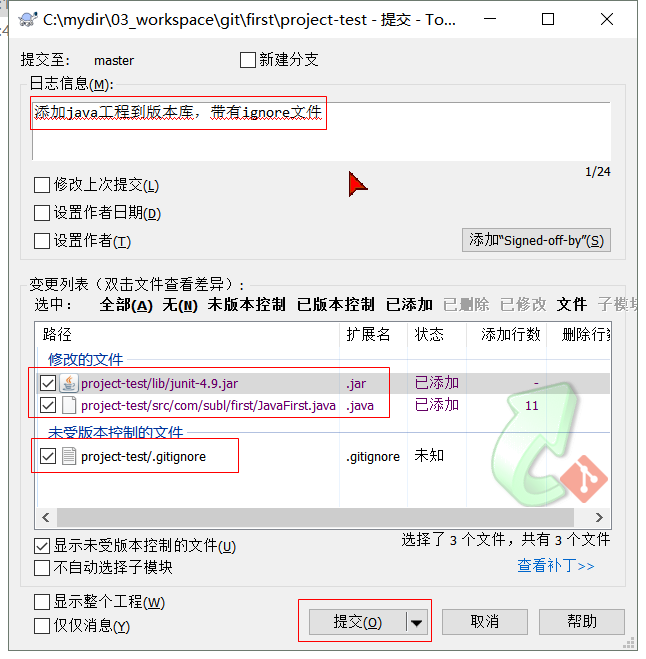 C:\mydir\03_workspace\git\first\project-test - 提交 - To...
提交至: master 新建分支
日志信息(M):
添加java工程到版本库，带有ignore文件
1/24
修改上次提交(L)
设置作者日期(D)
设置作者(T) 添加“Signed-off-by”(S)
变更列表（双击文件查看差异）:
选中: 全部(A) 无(N) 未版本控制 已版本控制 已添加 已删除 已修改 文件 子模块
路径 扩展名 状态 添加行数 删除行数
修改的文件
project-test/lib/junit-4.9.jar .jar 已添加 -
project-test/src/com/subl/first/JavaFirst.java .java 已添加 11
未受版本控制的文件
project-test/.gitignore .gitignore 未知
显示未受版本控制的文件(U) 选择了 3 个文件，共有 3 个文件
不自动选择子模块 查看补丁>>
显示整个工程(W)
仅仅消息(Y)
提交(O) 取消 帮助